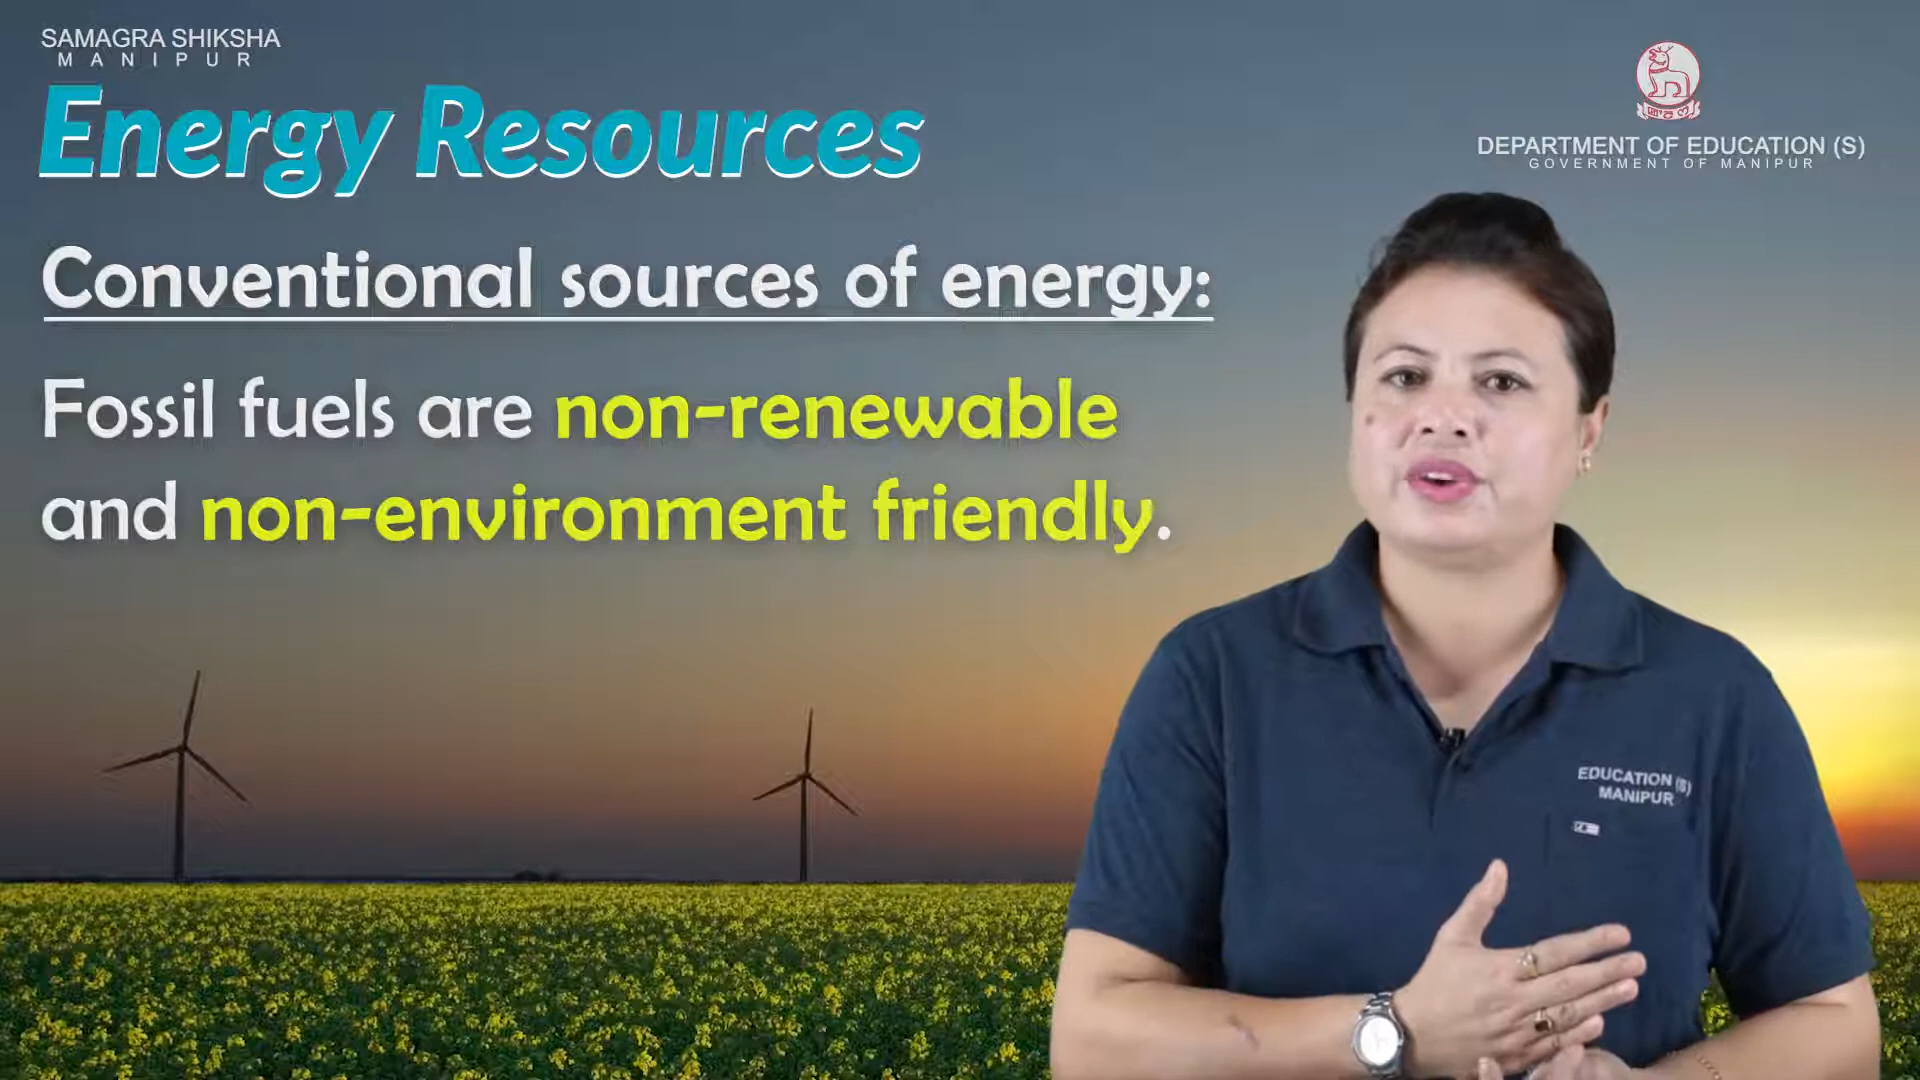 SAMAGRA SHIKSHA
MANIPUR
Energy Resources
DEPARTMENT OF EDUCATION (S)
GOVERNMENT OF MANIPUR
Conventional sources of energy:
Fossil fuels are non-renewable
and non-environment friendly.
EDUCATION (S)
MANIPUR